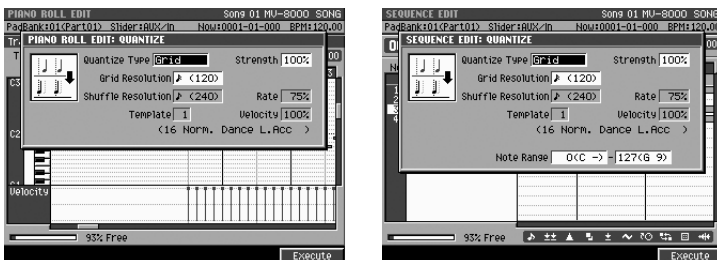 PIANO ROLL EDIT Song 01 MV-8000 SONG
PadBank:01(Part01) Slider:AUX/In Now:0001-01-000 BPM:120.00
PIANO ROLL EDIT: QUANTIZE
Quantize Type Grid Strength 100%
Grid Resolution ♪ (120)
Shuffle Resolution ♪ (240) Rate 75%
Template 1 Velocity 100%
(16 Norm. Dance L.Acc )
C3
C2
Velocity
93% Free
Execute
SEQUENCE EDIT Song 01 MV-8000 SONG
PadBank:01(Part01) Slider:AUX/In Now:0001-01-000 BPM:120.00
SEQUENCE EDIT: QUANTIZE
Quantize Type Grid Strength 100%
Grid Resolution ♪ (120)
Shuffle Resolution ♪ (240) Rate 75%
Template 1 Velocity 100%
(16 Norm. Dance L.Acc )
Note Range 0(C -) - 127(G 9)
93% Free
Execute